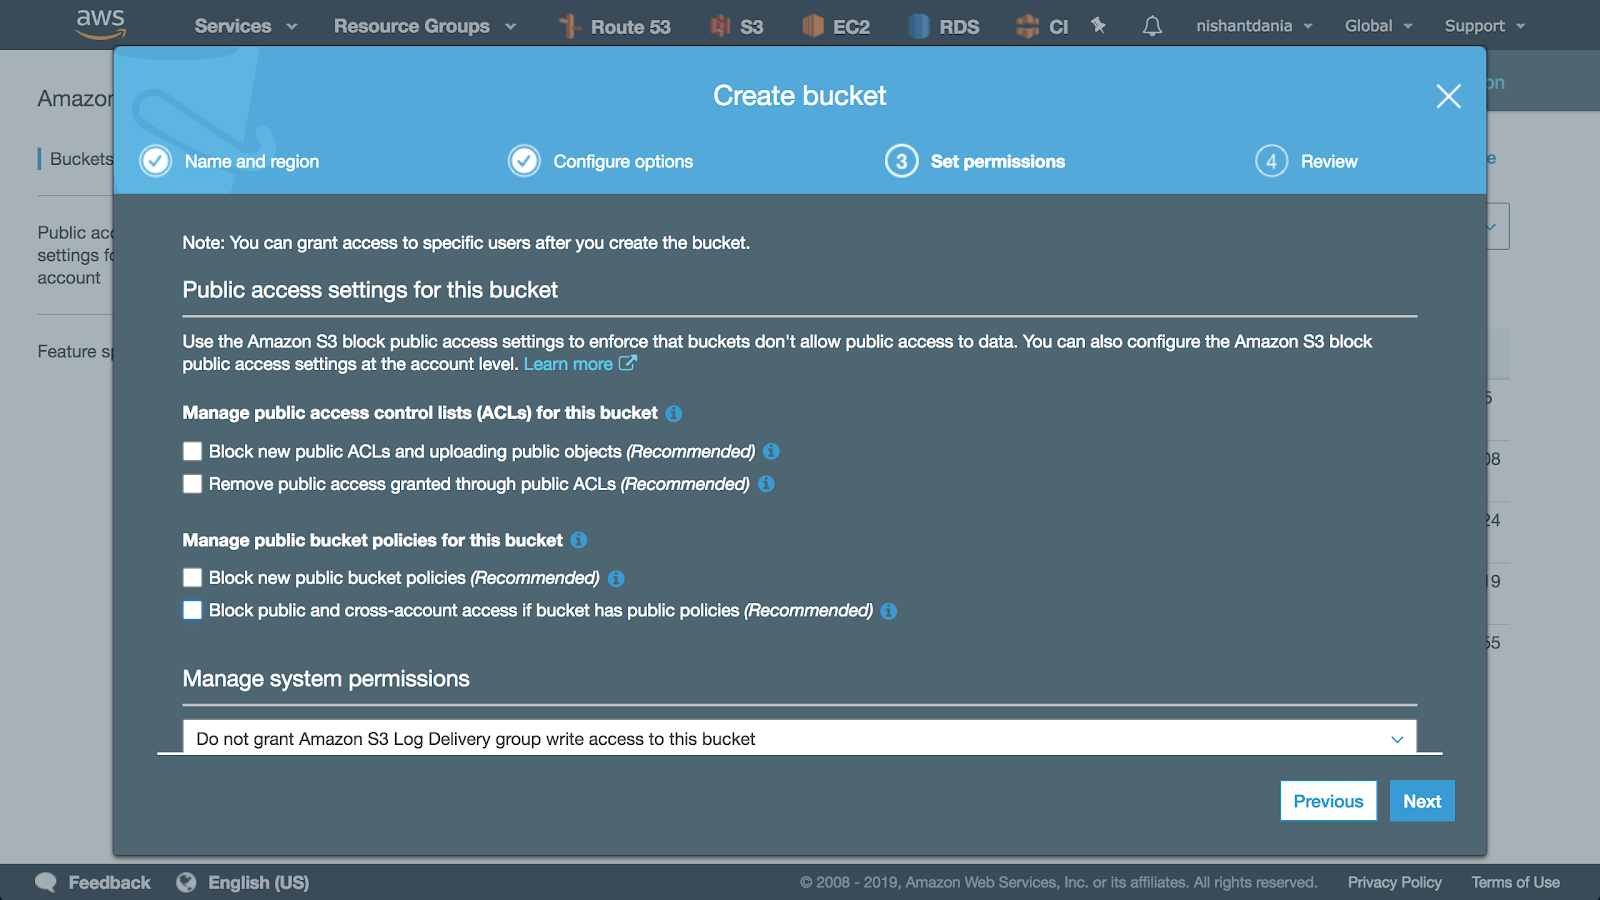 aws
Services
Resource Groups
Route 53
S3
EC2
RDS
CI
nishantdania
Global
Support
Amazon
Buckets
Public acc
settings fo
account
Feature sp
Create bucket
Name and region
Configure options
3 Set permissions
4 Review
Note: You can grant access to specific users after you create the bucket.
Public access settings for this bucket
Use the Amazon S3 block public access settings to enforce that buckets don't allow public access to data. You can also configure the Amazon S3 block
public access settings at the account level. Learn more
Manage public access control lists (ACLs) for this bucket
Block new public ACLs and uploading public objects (Recommended)
Remove public access granted through public ACLs (Recommended)
Manage public bucket policies for this bucket
Block new public bucket policies (Recommended)
Block public and cross-account access if bucket has public policies (Recommended)
Manage system permissions
Do not grant Amazon S3 Log Delivery group write access to this bucket
Previous
Next
Feedback
English (US)
© 2008 - 2019, Amazon Web Services, Inc. or its affiliates. All rights reserved.
Privacy Policy
Terms of Use